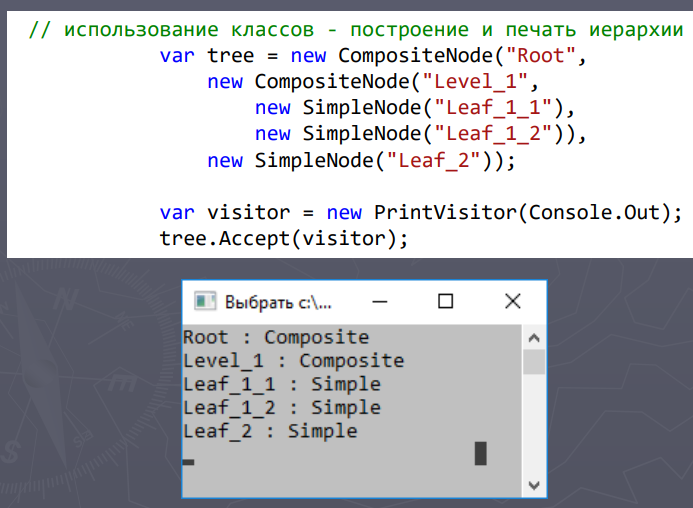 // использование классов - построение и печать иерархии
var tree = new CompositeNode("Root",
new CompositeNode("Level_1",
new SimpleNode("Leaf_1_1"),
new SimpleNode("Leaf_1_2")),
new SimpleNode("Leaf_2"));
var visitor = new PrintVisitor(Console.Out);
tree.Accept(visitor);
Выбрать c:\...
Root : Composite
Level_1 : Composite
Leaf_1_1 : Simple
Leaf_1_2 : Simple
Leaf_2 : Simple